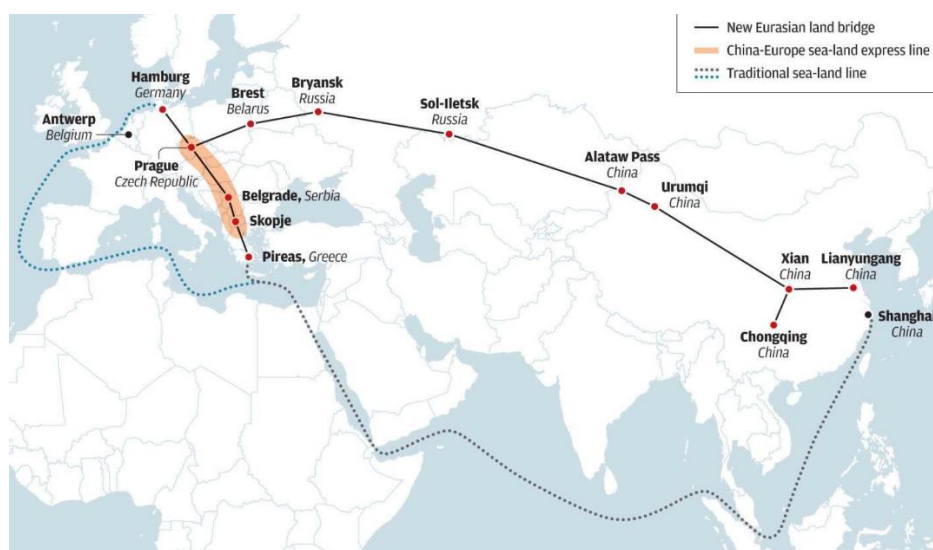 New Eurasian land bridge
China-Europe sea-land express line
Traditional sea-land line
Hamburg
Germany
Antwerp
Belgium
Prague
Czech Republic
Brest
Belarus
Bryansk
Russia
Sol-Iletsk
Russia
Alataw Pass
China
Urumqi
China
Belgrade, Serbia
Skopje
Pireas, Greece
Xian
China
Lianyungang
China
Chongqing
China
Shanghai
China